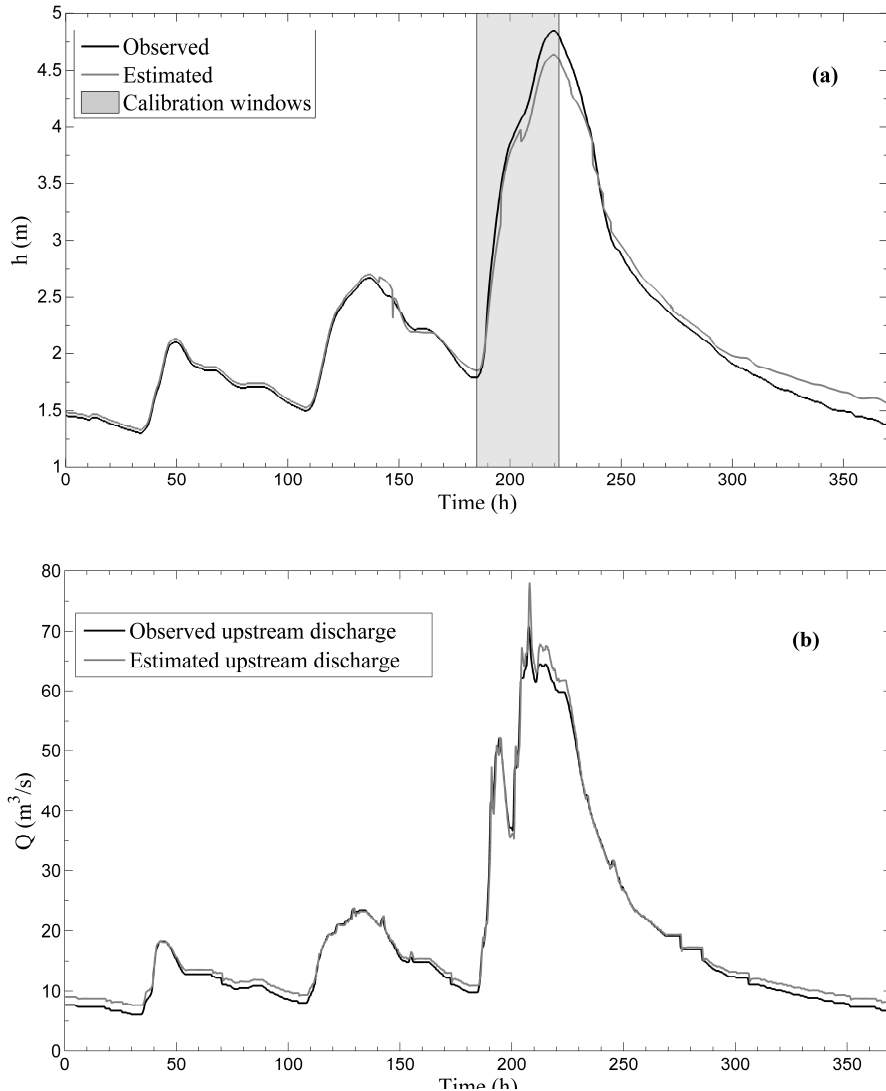 5
4.5
4
3.5
3
2.5
2
1.5
1
h (m)
Observed
Estimated
Calibration windows
(a)
0 50 100 150 200 250 300 350
Time (h)
80
70
60
50
40
30
20
10
0
Q (m³/s)
Observed upstream discharge
Estimated upstream discharge
(b)
0 50 100 150 200 250 300 350
Time (h)